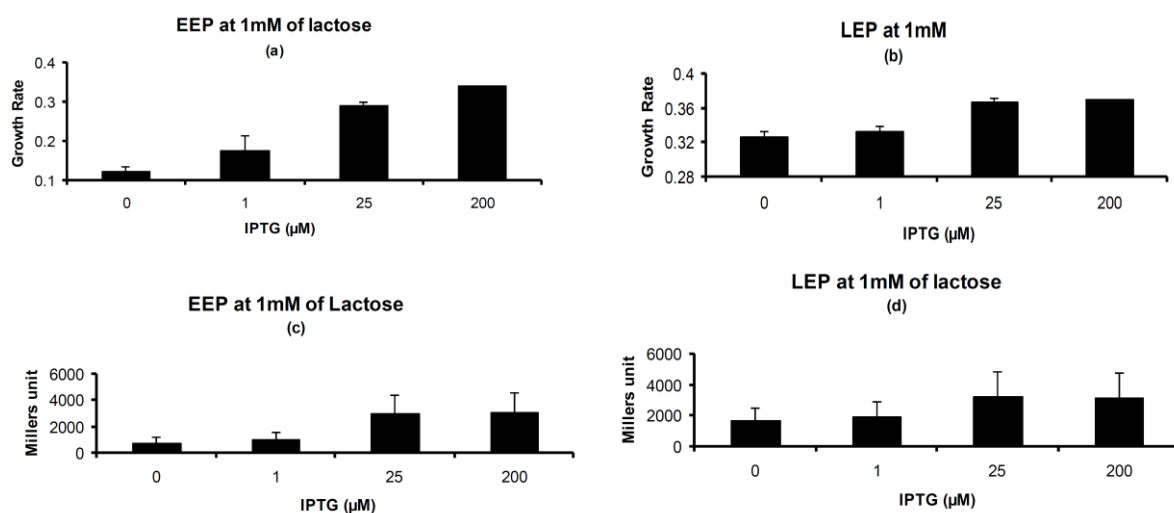 EEP at 1mM of lactose
(a)
Growth Rate
0.4
0.3
0.2
0.1
0 1 25 200
IPTG (µM)
LEP at 1mM
(b)
Growth Rate
0.4
0.36
0.32
0.28
0 1 25 200
IPTG (µM)
EEP at 1mM of Lactose
(c)
Millers unit
6000
4000
2000
0
0 1 25 200
IPTG (µM)
LEP at 1mM of lactose
(d)
Millers unit
6000
4000
2000
0
0 1 25 200
IPTG (µM)